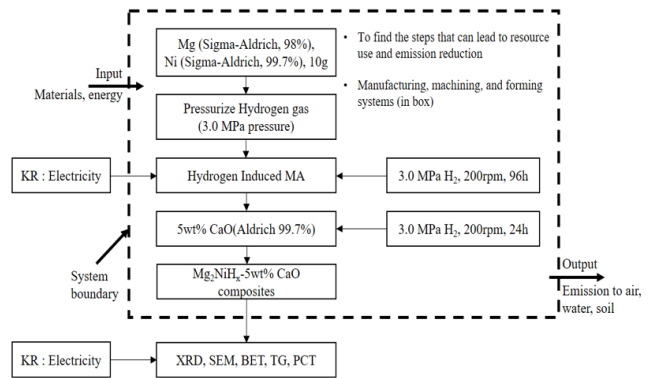 Mg (Sigma-Aldrich, 98%),
Ni (Sigma-Aldrich, 99.7%), 10g
• To find the steps that can lead to resource
use and emission reduction
• Manufacturing, machining, and forming
systems (in box)
Input
Materials, energy
Pressurize Hydrogen gas
(3.0 MPa pressure)
KR : Electricity
Hydrogen Induced MA
3.0 MPa H₂, 200rpm, 96h
5wt% CaO(Aldrich 99.7%)
3.0 MPa H₂, 200rpm, 24h
System
boundary
Mg₂NiHₓ-5wt% CaO
composites
Output
Emission to air,
water, soil
KR : Electricity
XRD, SEM, BET, TG, PCT